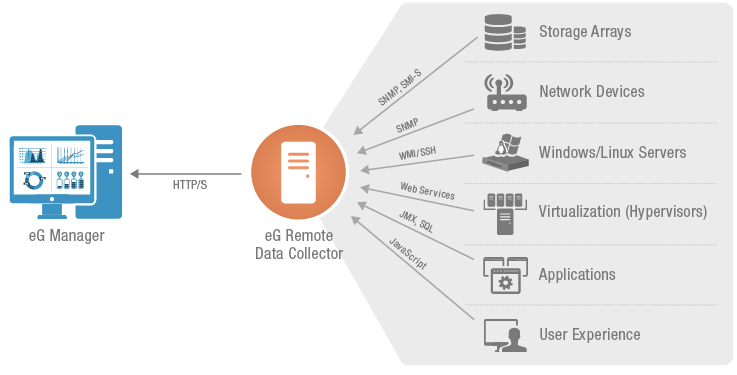 Storage Arrays
SNMP, SMI-S
Network Devices
SNMP
WMI/SSH
Windows/Linux Servers
HTTP/S
Web Services
Virtualization (Hypervisors)
JMX, SQL
eG Manager
eG Remote
Data Collector
JavaScript
Applications
User Experience